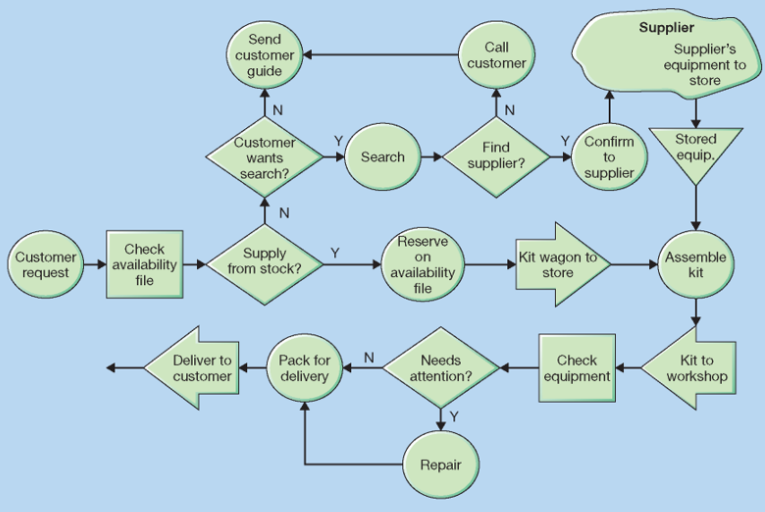 Send
customer
guide
Call
customer
Supplier
Supplier's
equipment to
store
N
N
Customer
wants
search?
Y
Search
Find
supplier?
Y
Confirm
to
supplier
Stored
equip.
N
Customer
request
Check
availability
file
Supply
from stock?
Y
Reserve
on
availability
file
Kit wagon to
store
Assemble
kit
Deliver to
customer
Pack for
delivery
N
Needs
attention?
Check
equipment
Kit to
workshop
Y
Repair